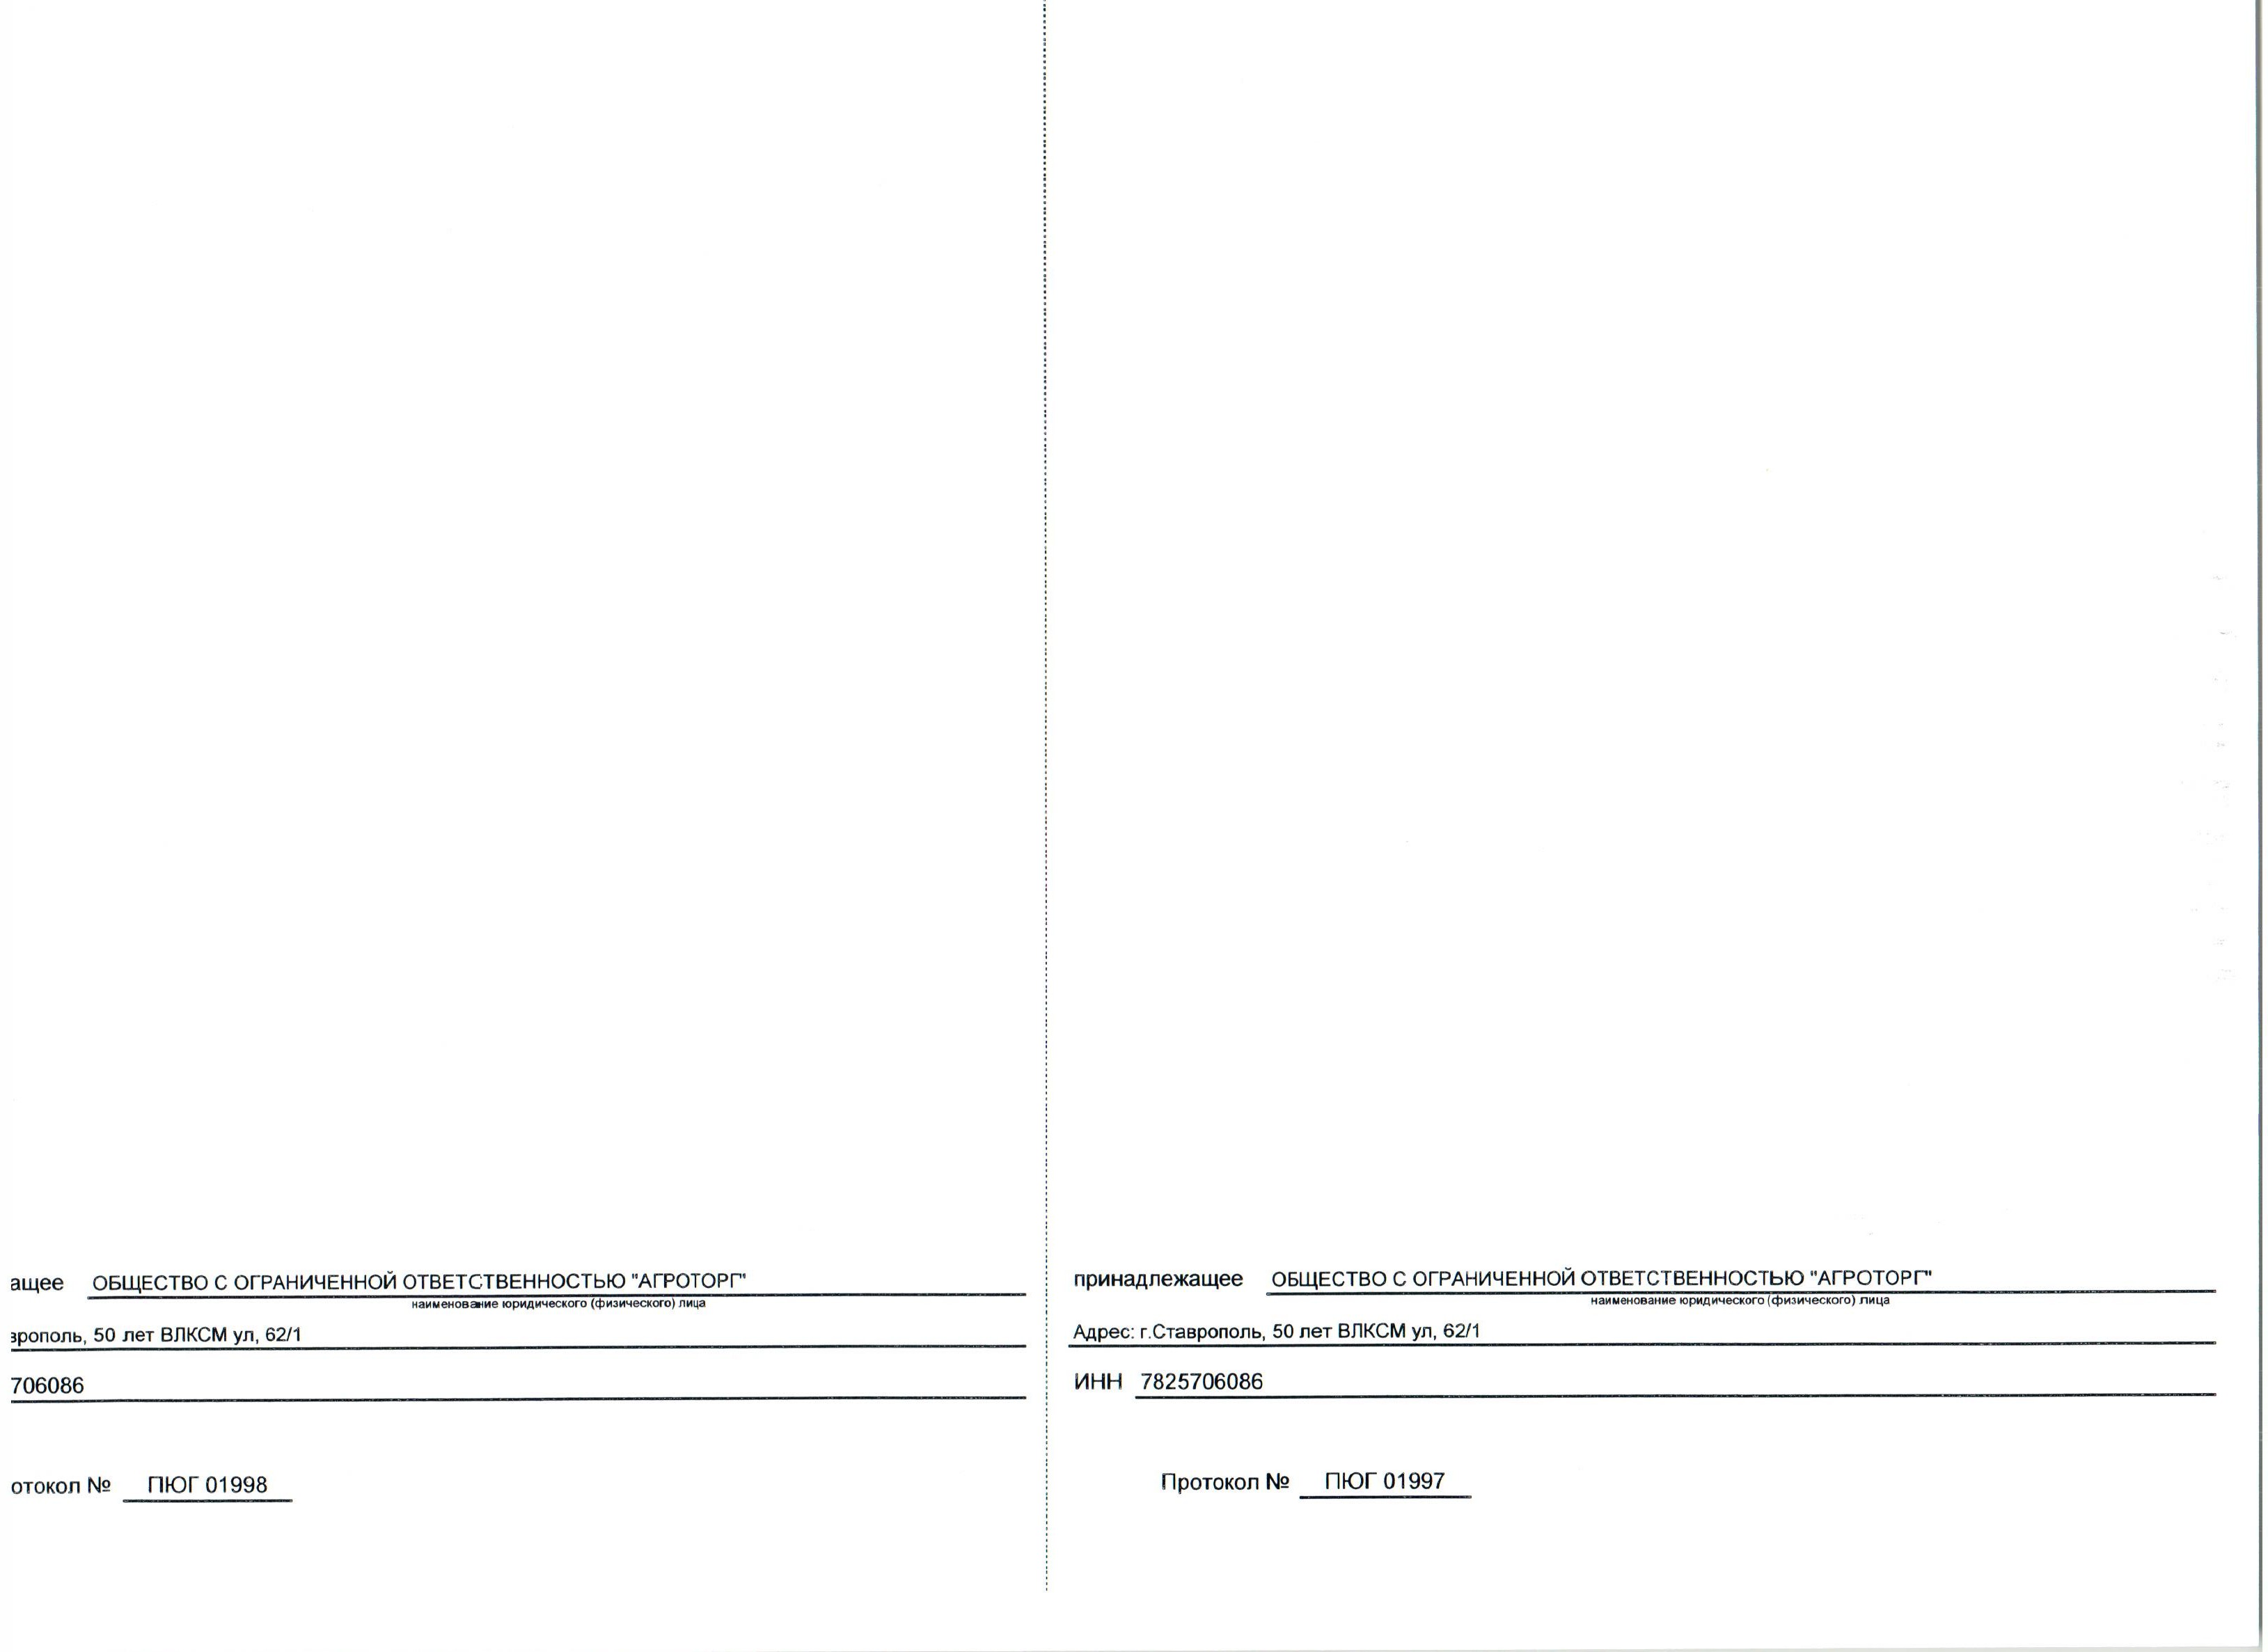 ащее ОБЩЕСТВО С ОГРАНИЧЕННОЙ ОТВЕТСТВЕННОСТЬЮ "АГРОТОРГ"
наименование юридического (физического) лица
врополь, 50 лет ВЛКСМ ул, 62/1
706086
отокол № ПЮГ 01998
принадлежащее ОБЩЕСТВО С ОГРАНИЧЕННОЙ ОТВЕТСТВЕННОСТЬЮ "АГРОТОРГ"
наименование юридического (физического) лица
Адрес: г.Ставрополь, 50 лет ВЛКСМ ул, 62/1
ИНН 7825706086
Протокол № ПЮГ 01997